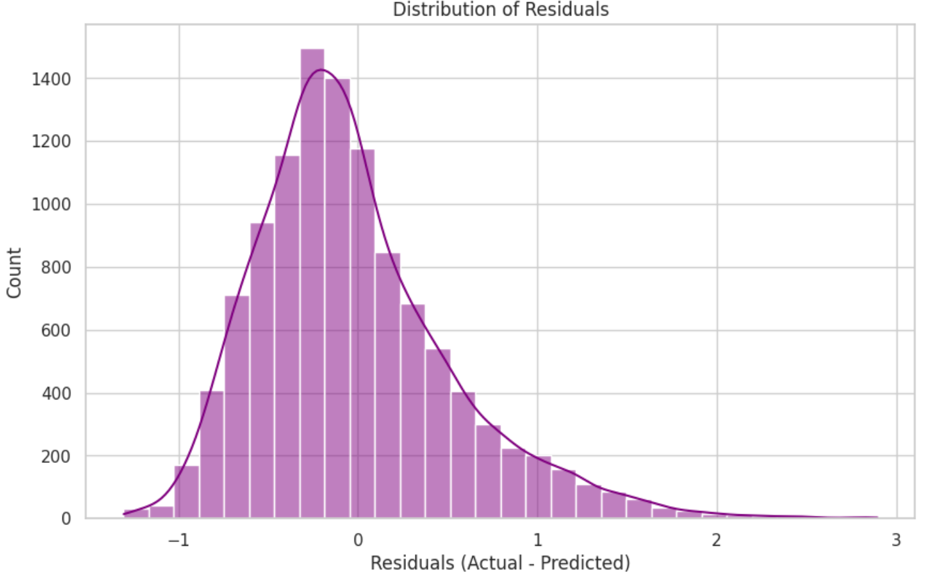 Distribution of Residuals
Count
1400
1200
1000
800
600
400
200
0
−1 0 1 2 3
Residuals (Actual - Predicted)